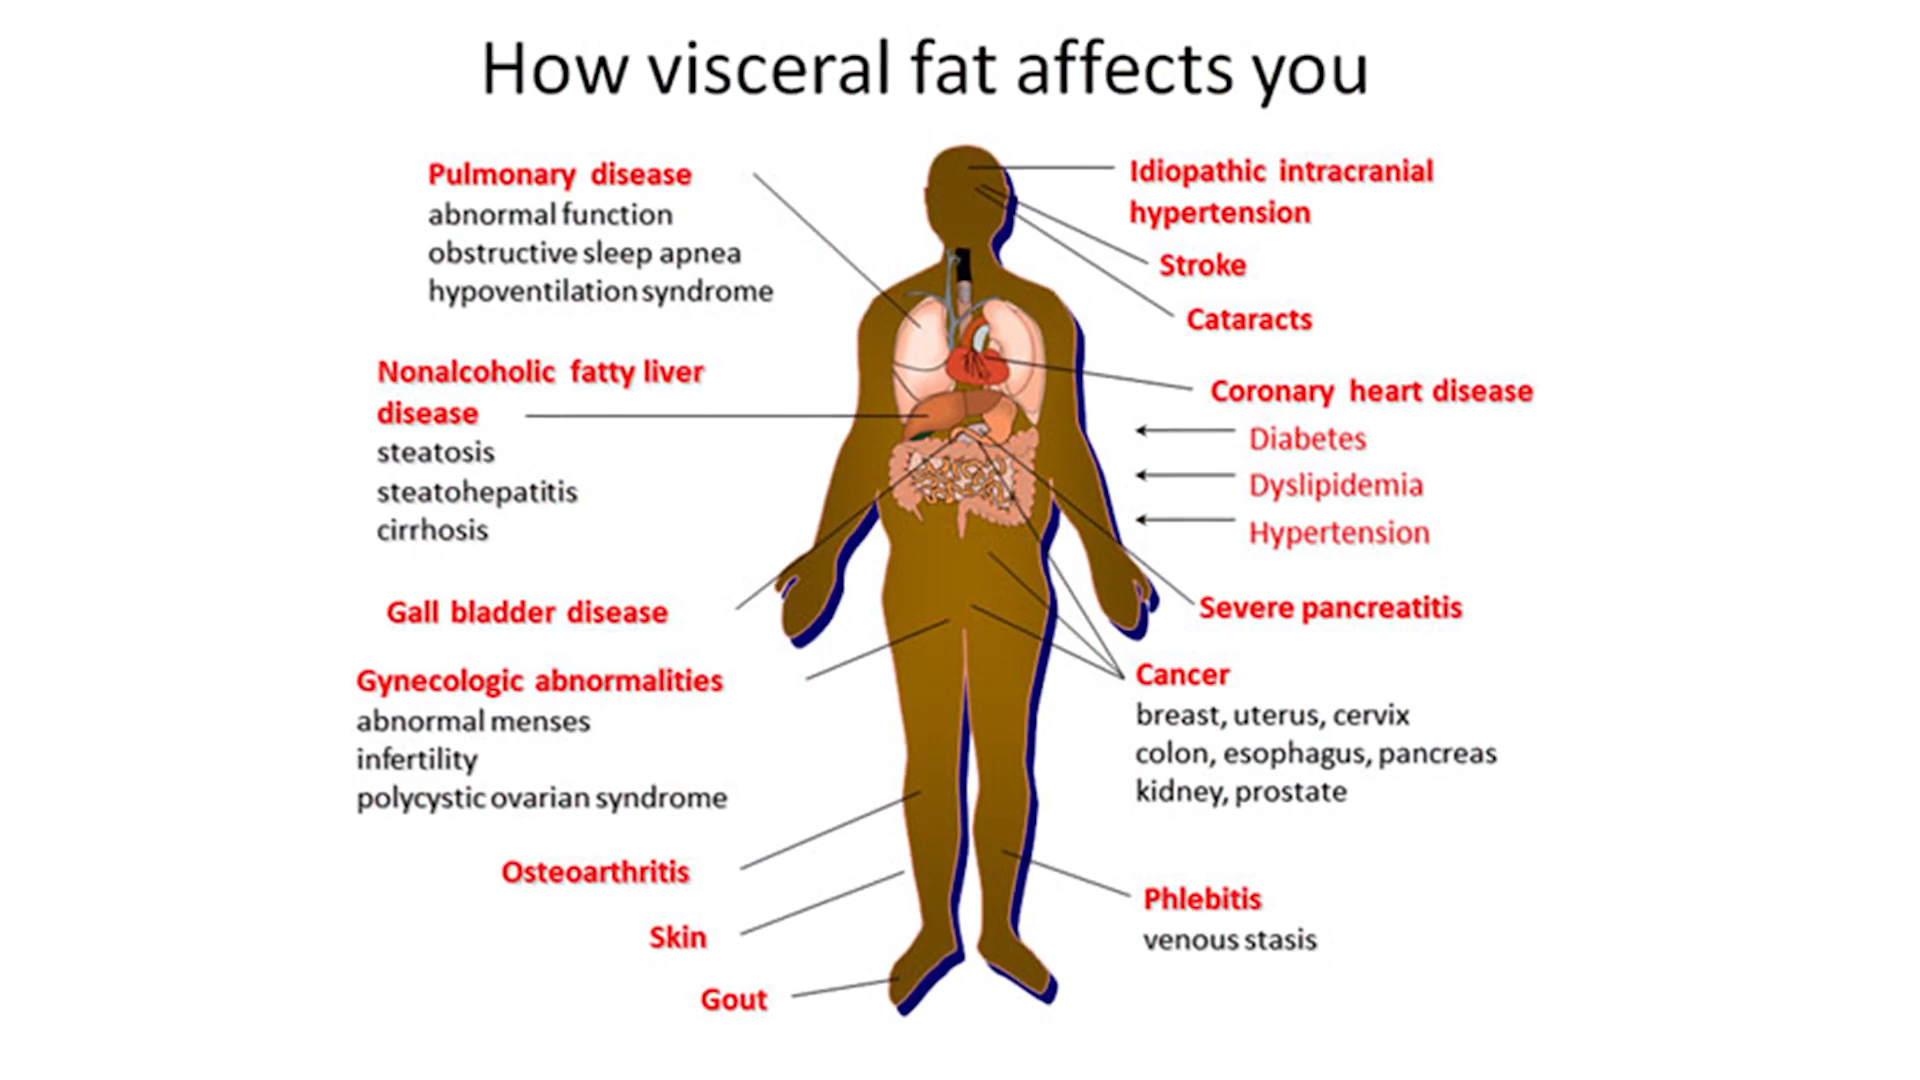 How visceral fat affects you
Pulmonary disease
abnormal function
obstructive sleep apnea
hypoventilation syndrome
Nonalcoholic fatty liver
disease
steatosis
steatohepatitis
cirrhosis
Gall bladder disease
Gynecologic abnormalities
abnormal menses
infertility
polycystic ovarian syndrome
Osteoarthritis
Skin
Gout
Idiopathic intracranial
hypertension
Stroke
Cataracts
Coronary heart disease
Diabetes
Dyslipidemia
Hypertension
Severe pancreatitis
Cancer
breast, uterus, cervix
colon, esophagus, pancreas
kidney, prostate
Phlebitis
venous stasis